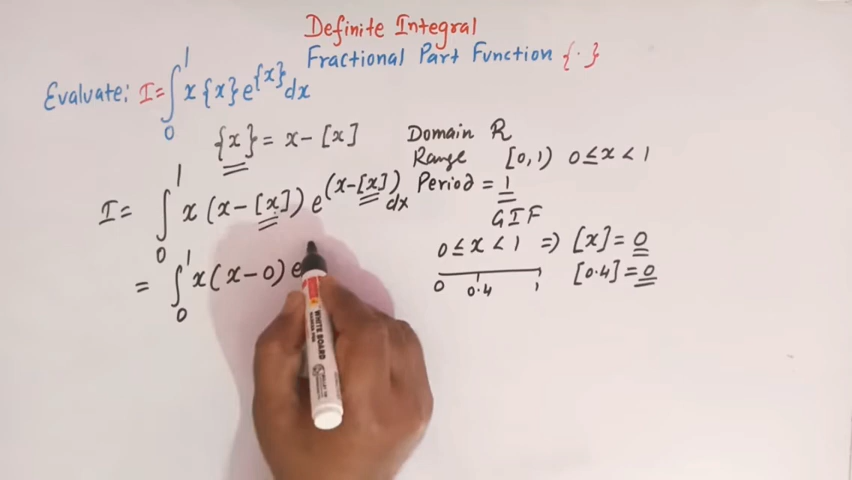 Definite Integral
Fractional Part Function {·}
Evaluate: I = ∫₀¹ x {x} e^{x} dx
{x} = x - [x]
Domain R
Range [0, 1) 0 ≤ x < 1
Period = 1
I = ∫₀¹ x (x - [x]) e^(x - [x]) dx
GIF
0 ≤ x < 1 ⇒ [x] = 0
0 0.4 1
[0.4] = 0
= ∫₀¹ x (x - 0) e
WHITE BOARD